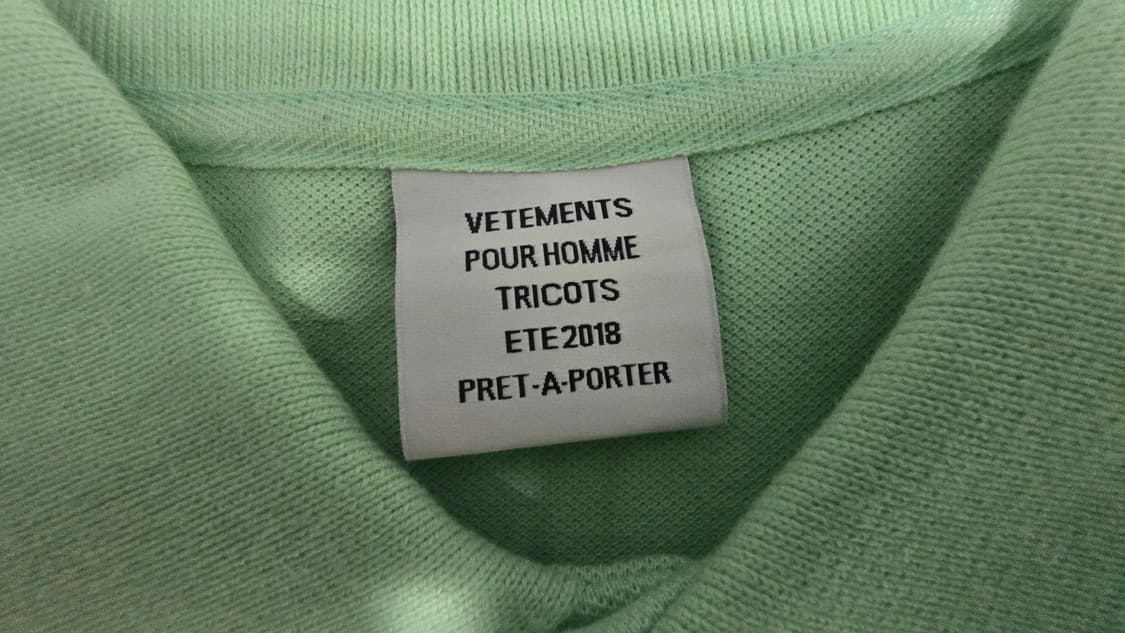 VETEMENTS
POUR HOMME
TRICOTS
ETE 2018
PRET-A-PORTER